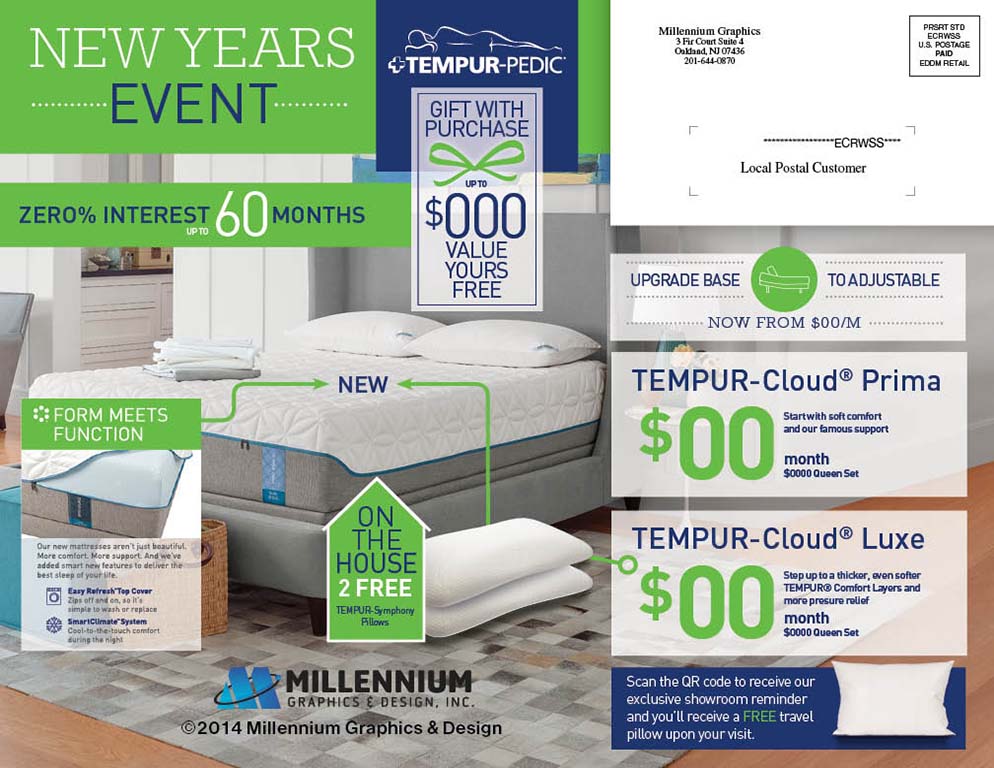 NEW YEARS
EVENT
TEMPUR-PEDIC®
GIFT WITH
PURCHASE
UP TO
$000
VALUE
YOURS
FREE
ZERO% INTEREST UP TO 60 MONTHS
Millennium Graphics
3 Fir Court Suite 4
Oakland, NJ 07436
201-644-0870
PRSRT STD
ECRWSS
U.S. POSTAGE
PAID
EDDM RETAIL
******************ECRWSS****
Local Postal Customer
UPGRADE BASE TO ADJUSTABLE
NOW FROM $00/M
TEMPUR-Cloud® Prima
$00
Start with soft comfort
and our famous support
month
$0000 Queen Set
TEMPUR-Cloud® Luxe
$00
Step up to a thicker, even softer
TEMPUR® Comfort Layers and
more presure relief
month
$0000 Queen Set
Scan the QR code to receive our
exclusive showroom reminder
and you'll receive a FREE travel
pillow upon your visit.
NEW
FORM MEETS
FUNCTION
Our new mattresses aren't just beautiful.
More comfort. More support. And we've
added smart new features to deliver the
best sleep of your life.
Easy Refresh™ Top Cover
Zips off and on, so it's
simple to wash or replace
SmartClimate™ System
Cool-to-the-touch comfort
during the night
ON
THE
HOUSE
2 FREE
TEMPUR-Symphony
Pillows
MILLENNIUM
GRAPHICS & DESIGN, INC.
©2014 Millennium Graphics & Design